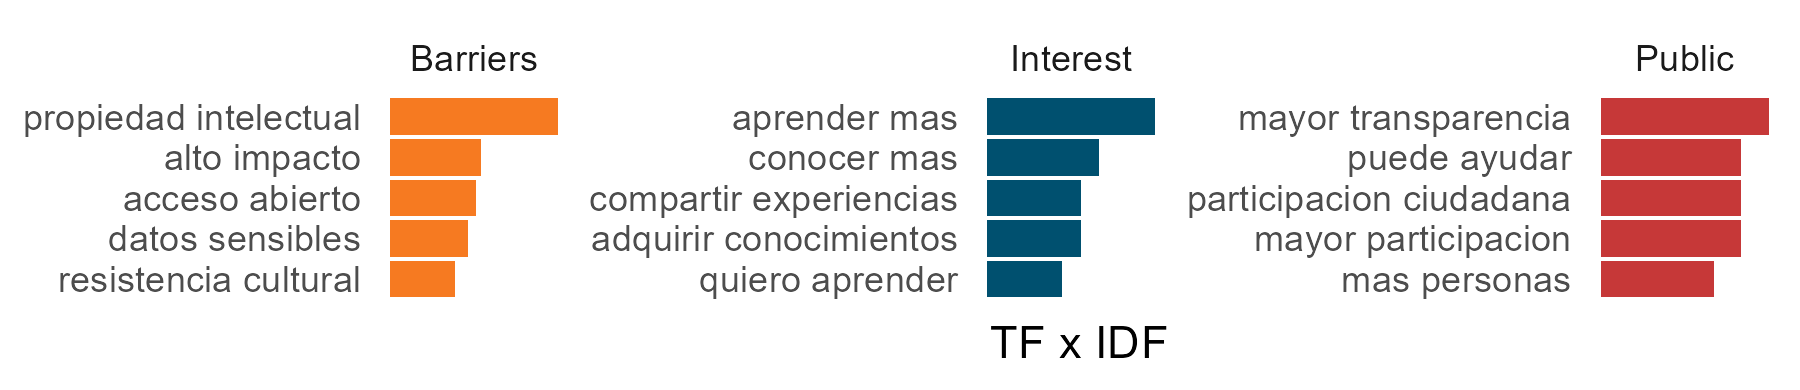 Barriers
propiedad intelectual
alto impacto
acceso abierto
datos sensibles
resistencia cultural
Interest
aprender mas
conocer mas
compartir experiencias
adquirir conocimientos
quiero aprender
Public
mayor transparencia
puede ayudar
participacion ciudadana
mayor participacion
mas personas
TF x IDF